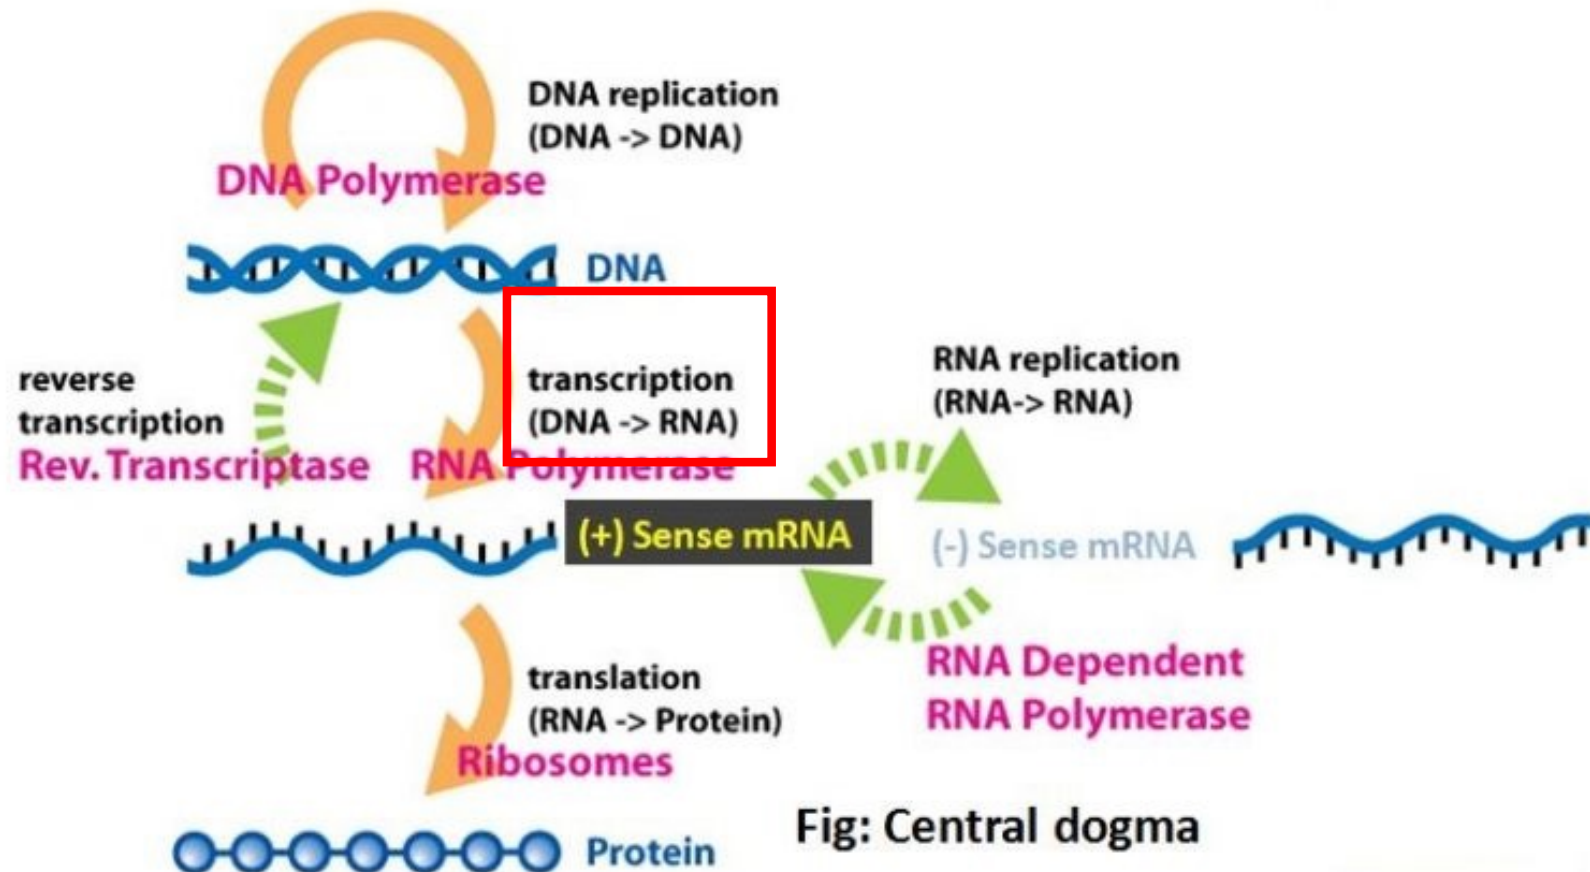 DNA replication
(DNA -> DNA)
DNA Polymerase
DNA
reverse
transcription
Rev. Transcriptase
transcription
(DNA -> RNA)
RNA Polymerase
RNA replication
(RNA-> RNA)
(+) Sense mRNA
(-) Sense mRNA
RNA Dependent
RNA Polymerase
translation
(RNA -> Protein)
Ribosomes
Protein
Fig: Central dogma